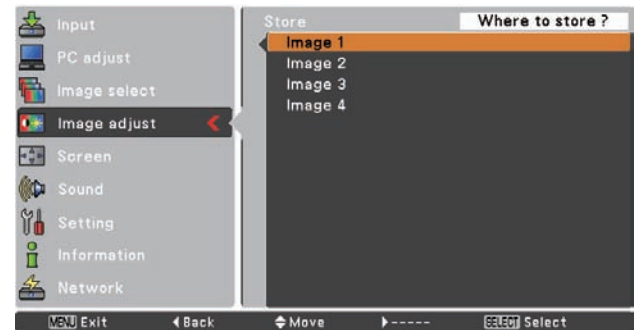 Input
PC adjust
Image select
Image adjust
Screen
Sound
Setting
Information
Network
Store
Where to store ?
Image 1
Image 2
Image 3
Image 4
MENU Exit
Back
Move
-----
SELECT Select